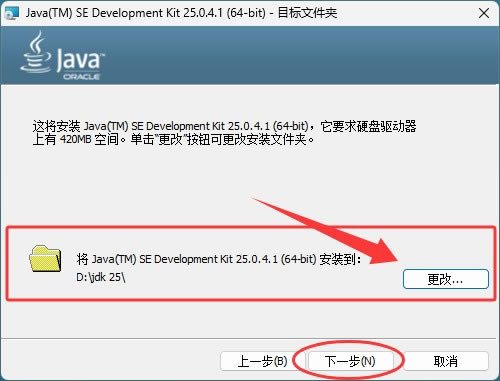 Java(TM) SE Development Kit 25.0.4.1 (64-bit) - 目标文件夹
Java
ORACLE
这将安装 Java(TM) SE Development Kit 25.0.4.1 (64-bit)，它要求硬盘驱动器
上有 420MB 空间。单击“更改”按钮可更改安装文件夹。
将 Java(TM) SE Development Kit 25.0.4.1 (64-bit) 安装到：
D:\jdk 25\
更改...
上一步(B)
下一步(N)
取消